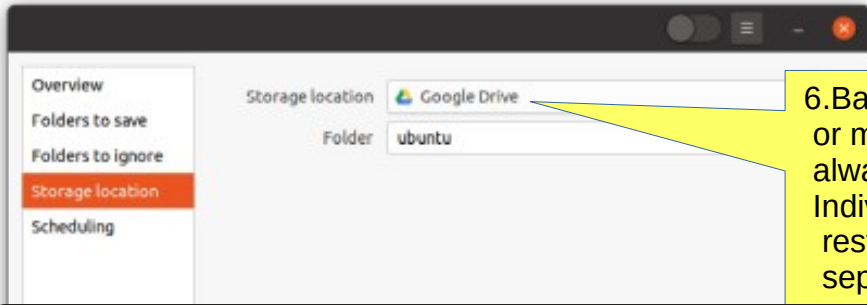 Overview
Folders to save
Folders to ignore
Storage location
Scheduling
Storage location Google Drive
Folder ubuntu
6.Ba
or m
alwa
Indiv
rest
sep